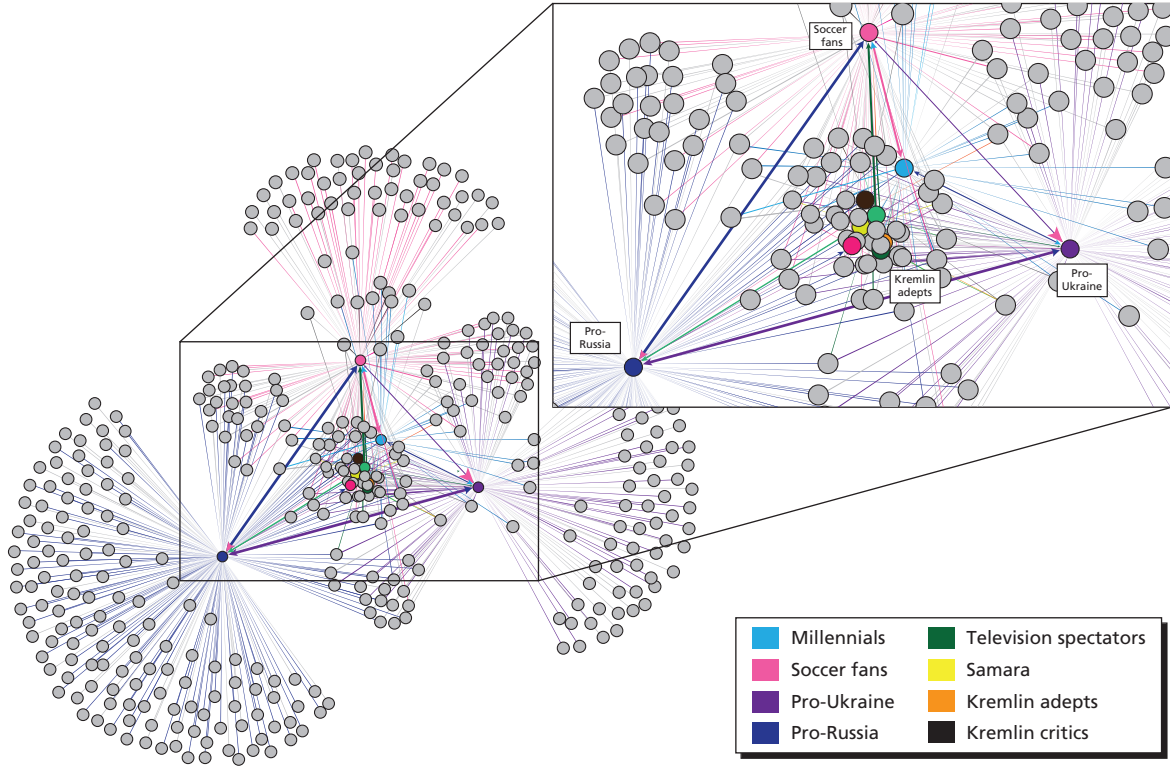 Soccer
fans
Kremlin
adepts
Pro-
Ukraine
Pro-
Russia
Millennials
Soccer fans
Pro-Ukraine
Pro-Russia
Television spectators
Samara
Kremlin adepts
Kremlin critics